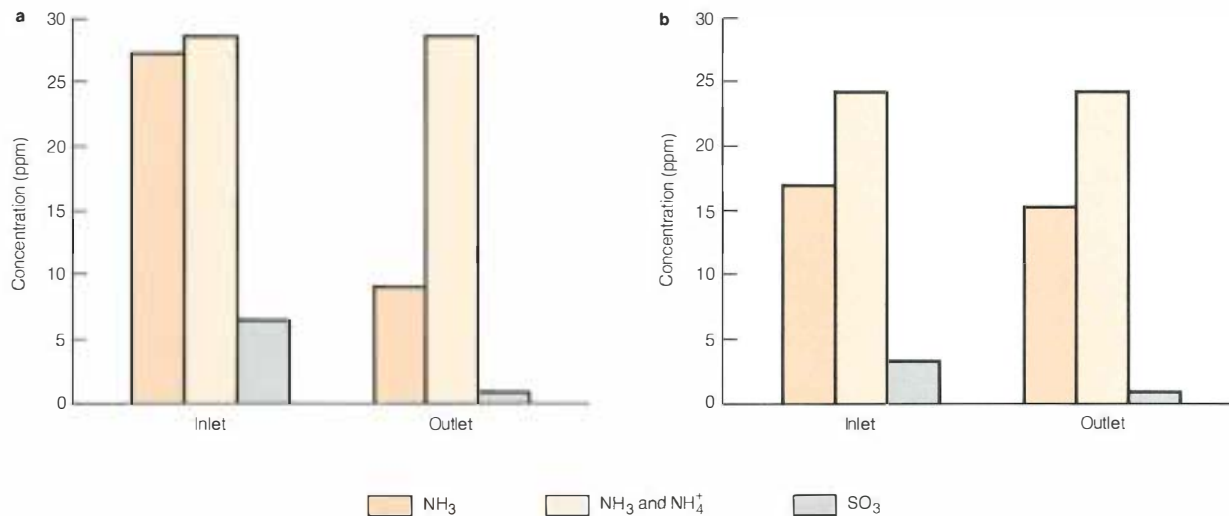 a
30
25
20
15
10
5
0
Concentration (ppm)
Inlet
Outlet
b
30
25
20
15
10
5
0
Concentration (ppm)
Inlet
Outlet
NH₃
NH₃ and NH₄⁺
SO₃